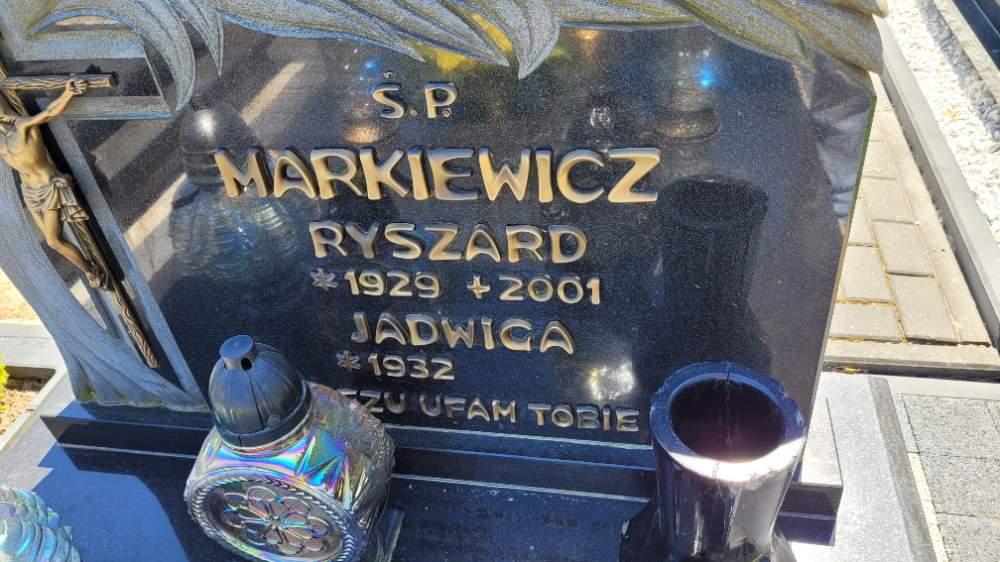 Ś.P.
MARKIEWICZ
RYSZARD
* 1929 + 2001
JADWIGA
* 1932
UFAM TOBIE